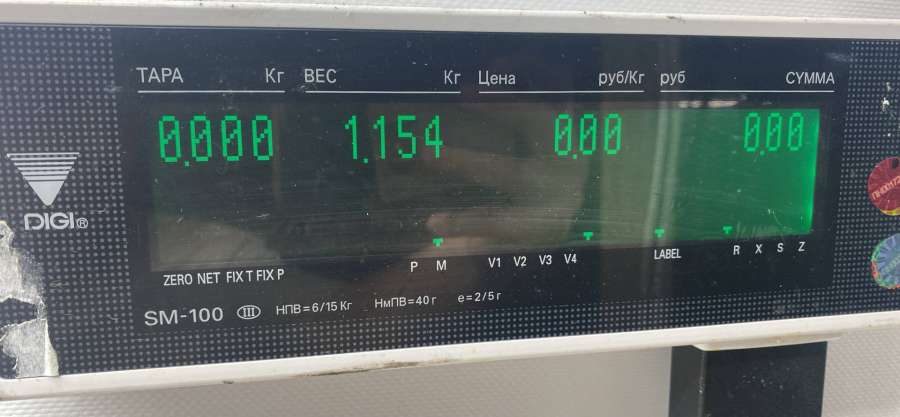 ТАРА Кг ВЕС Кг Цена руб/Кг руб СУММА
0.000 1.154 0.00 0.00
DIGI®
P M V1 V2 V3 V4 LABEL R X S Z
ZERO NET FIX T FIX P
SM-100 III НПВ=6/15 Кг НмПВ=40 г e=2/5 г